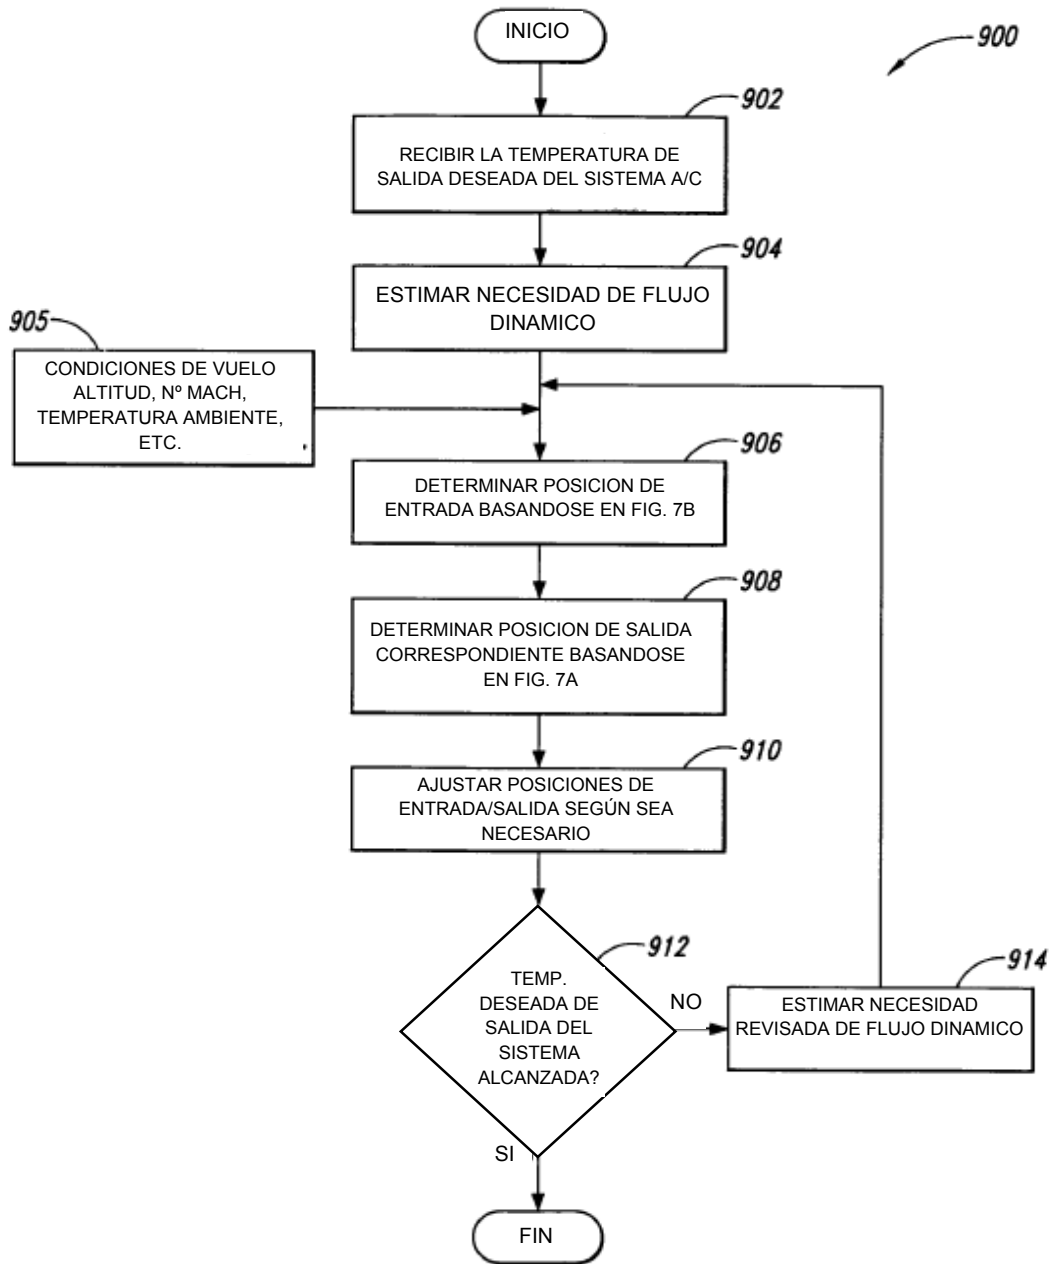 INICIO
900
902
RECIBIR LA TEMPERATURA DE
SALIDA DESEADA DEL SISTEMA A/C
904
ESTIMAR NECESIDAD DE FLUJO
DINAMICO
905
CONDICIONES DE VUELO
ALTITUD, Nº MACH,
TEMPERATURA AMBIENTE,
ETC.
906
DETERMINAR POSICION DE
ENTRADA BASANDOSE EN FIG. 7B
908
DETERMINAR POSICION DE SALIDA
CORRESPONDIENTE BASANDOSE
EN FIG. 7A
910
AJUSTAR POSICIONES DE
ENTRADA/SALIDA SEGÚN SEA
NECESARIO
912
TEMP.
DESEADA DE
SALIDA DEL
SISTEMA
ALCANZADA?
NO
914
ESTIMAR NECESIDAD
REVISADA DE FLUJO DINAMICO
SI
FIN